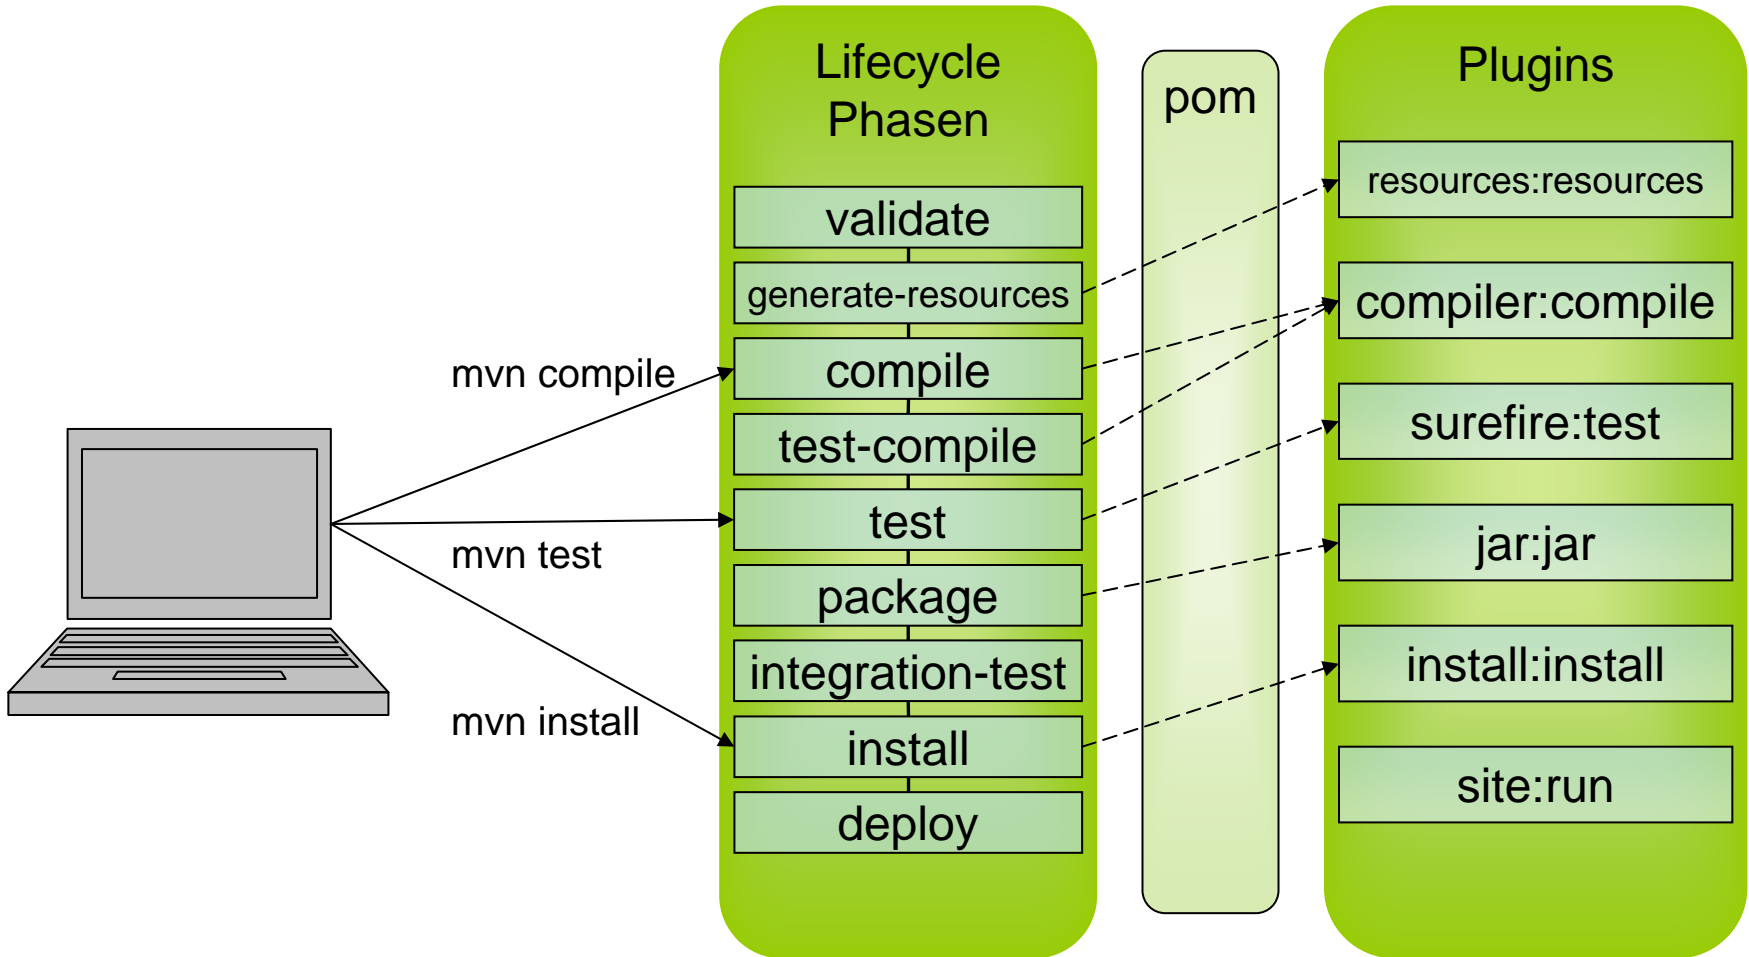 mvn compile
mvn test
mvn install
Lifecycle
Phasen
validate
generate-resources
compile
test-compile
test
package
integration-test
install
deploy
pom
Plugins
resources:resources
compiler:compile
surefire:test
jar:jar
install:install
site:run